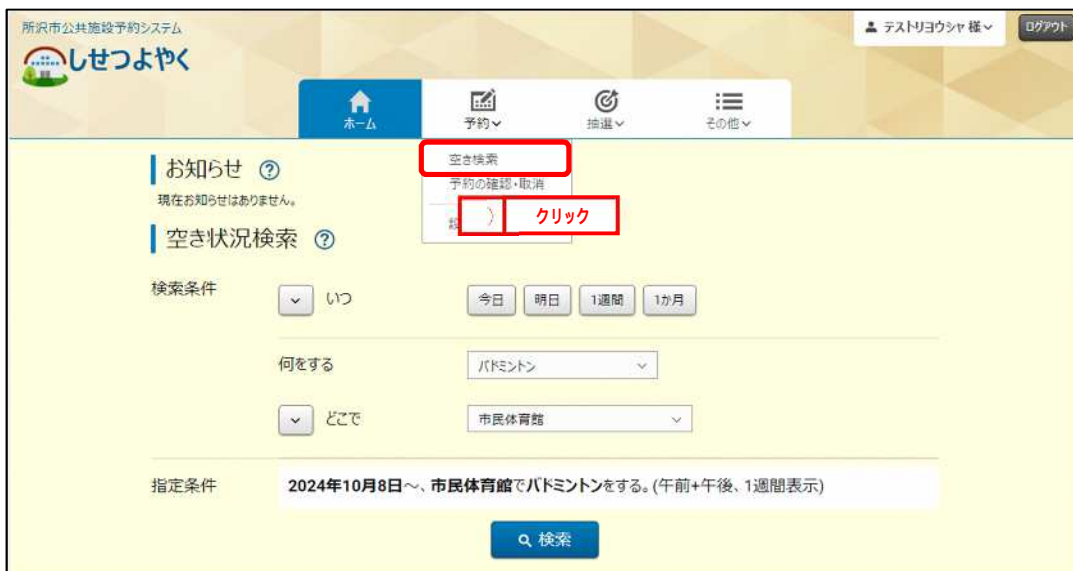 所沢市公共施設予約システム
しせつよやく
テストリヨウシャ 様
ログアウト
ホーム
予約
抽選
その他
空き検索
予約の確認・取消
設
） クリック
お知らせ ?
現在お知らせはありません。
空き状況検索 ?
検索条件
いつ
今日 明日 1週間 1か月
何をする
バドミントン
どこで
市民体育館
指定条件
2024年10月8日～、市民体育館でバドミントンをする。(午前+午後、1週間表示)
検索